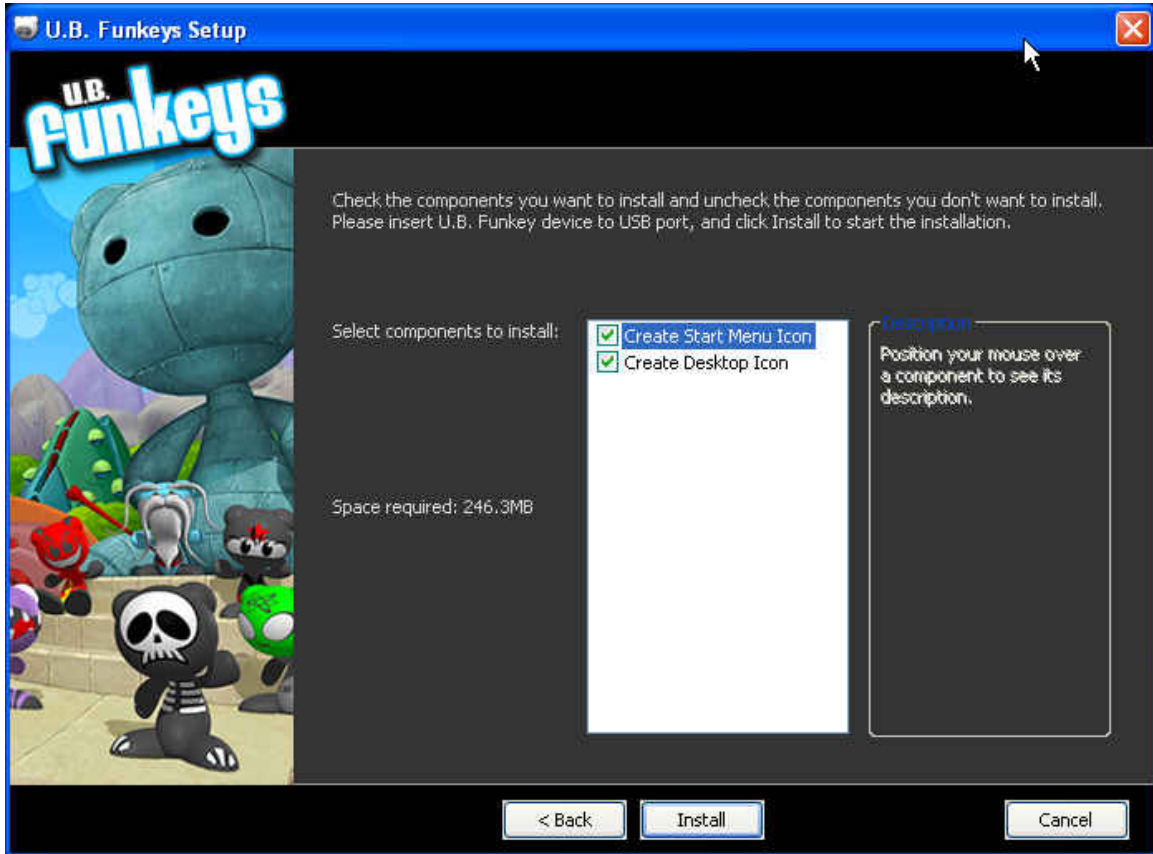 U.B. Funkeys Setup
U.B.
funkeys
Check the components you want to install and uncheck the components you don't want to install.
Please insert U.B. Funkey device to USB port, and click Install to start the installation.
Select components to install:
Create Start Menu Icon
Create Desktop Icon
Description
Position your mouse over
a component to see its
description.
Space required: 246.3MB
< Back
Install
Cancel